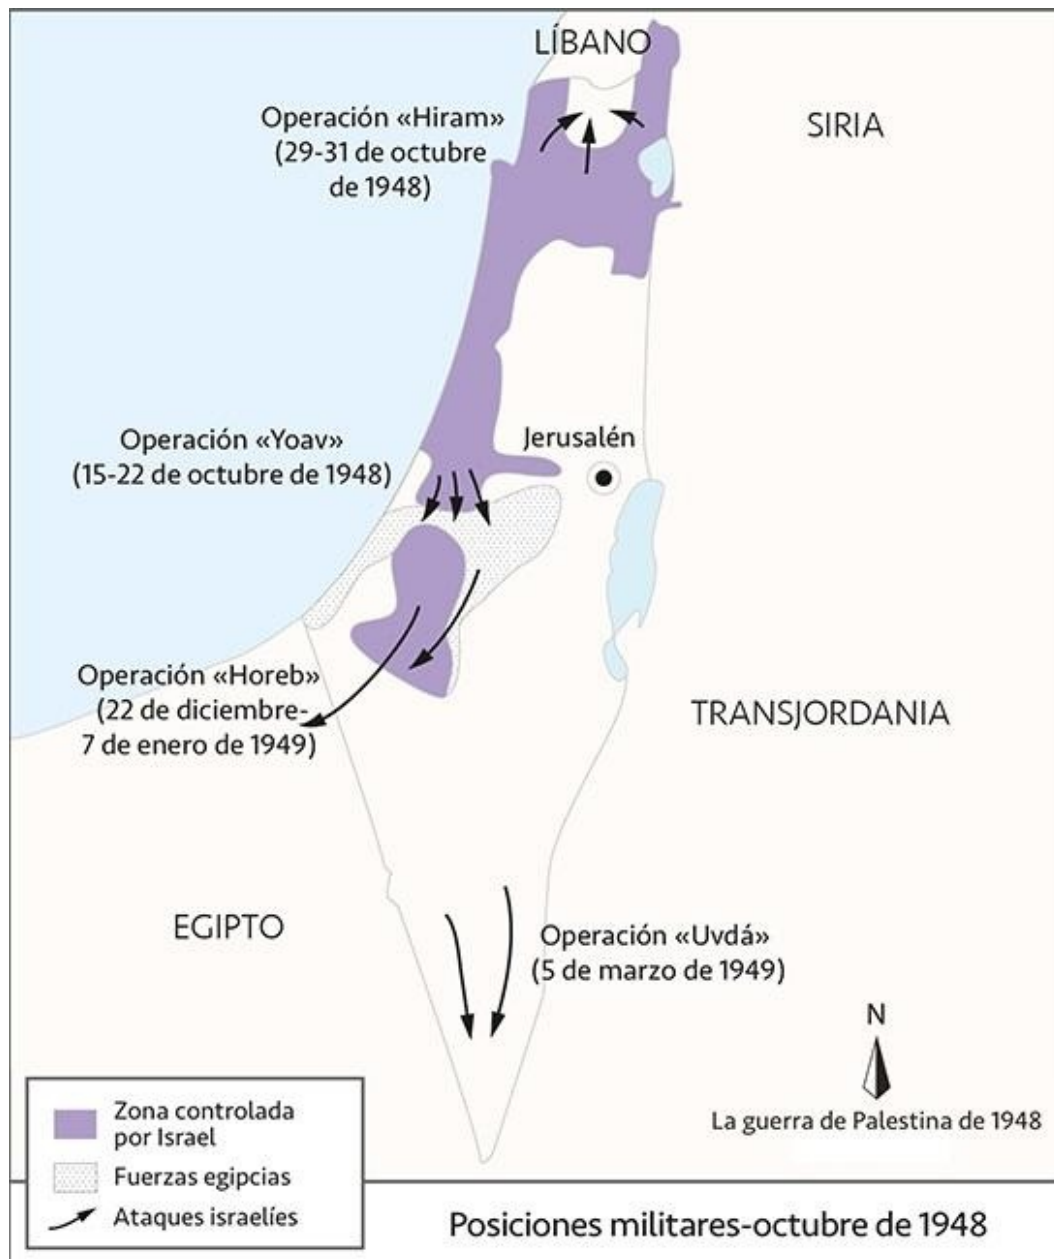 LÍBANO
SIRIA
Operación «Hiram»
(29-31 de octubre
de 1948)
Operación «Yoav»
(15-22 de octubre de 1948)
Jerusalén
Operación «Horeb»
(22 de diciembre-
7 de enero de 1949)
TRANSJORDANIA
EGIPTO
Operación «Uvdá»
(5 de marzo de 1949)
N
La guerra de Palestina de 1948
Zona controlada
por Israel
Fuerzas egipcias
Ataques israelíes
Posiciones militares-octubre de 1948